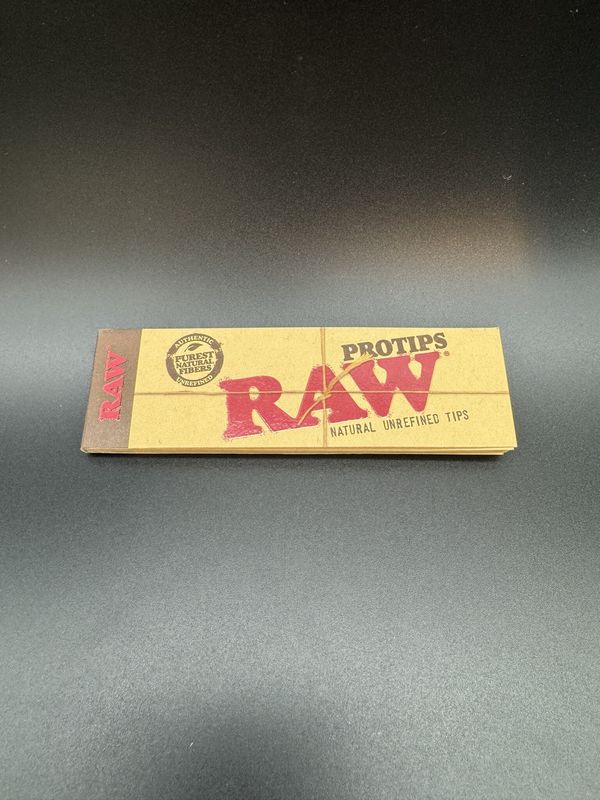 RAW
AUTHENTIC
PUREST
NATURAL
FIBERS
UNREFINED
PROTIPS
RAW®
NATURAL UNREFINED TIPS